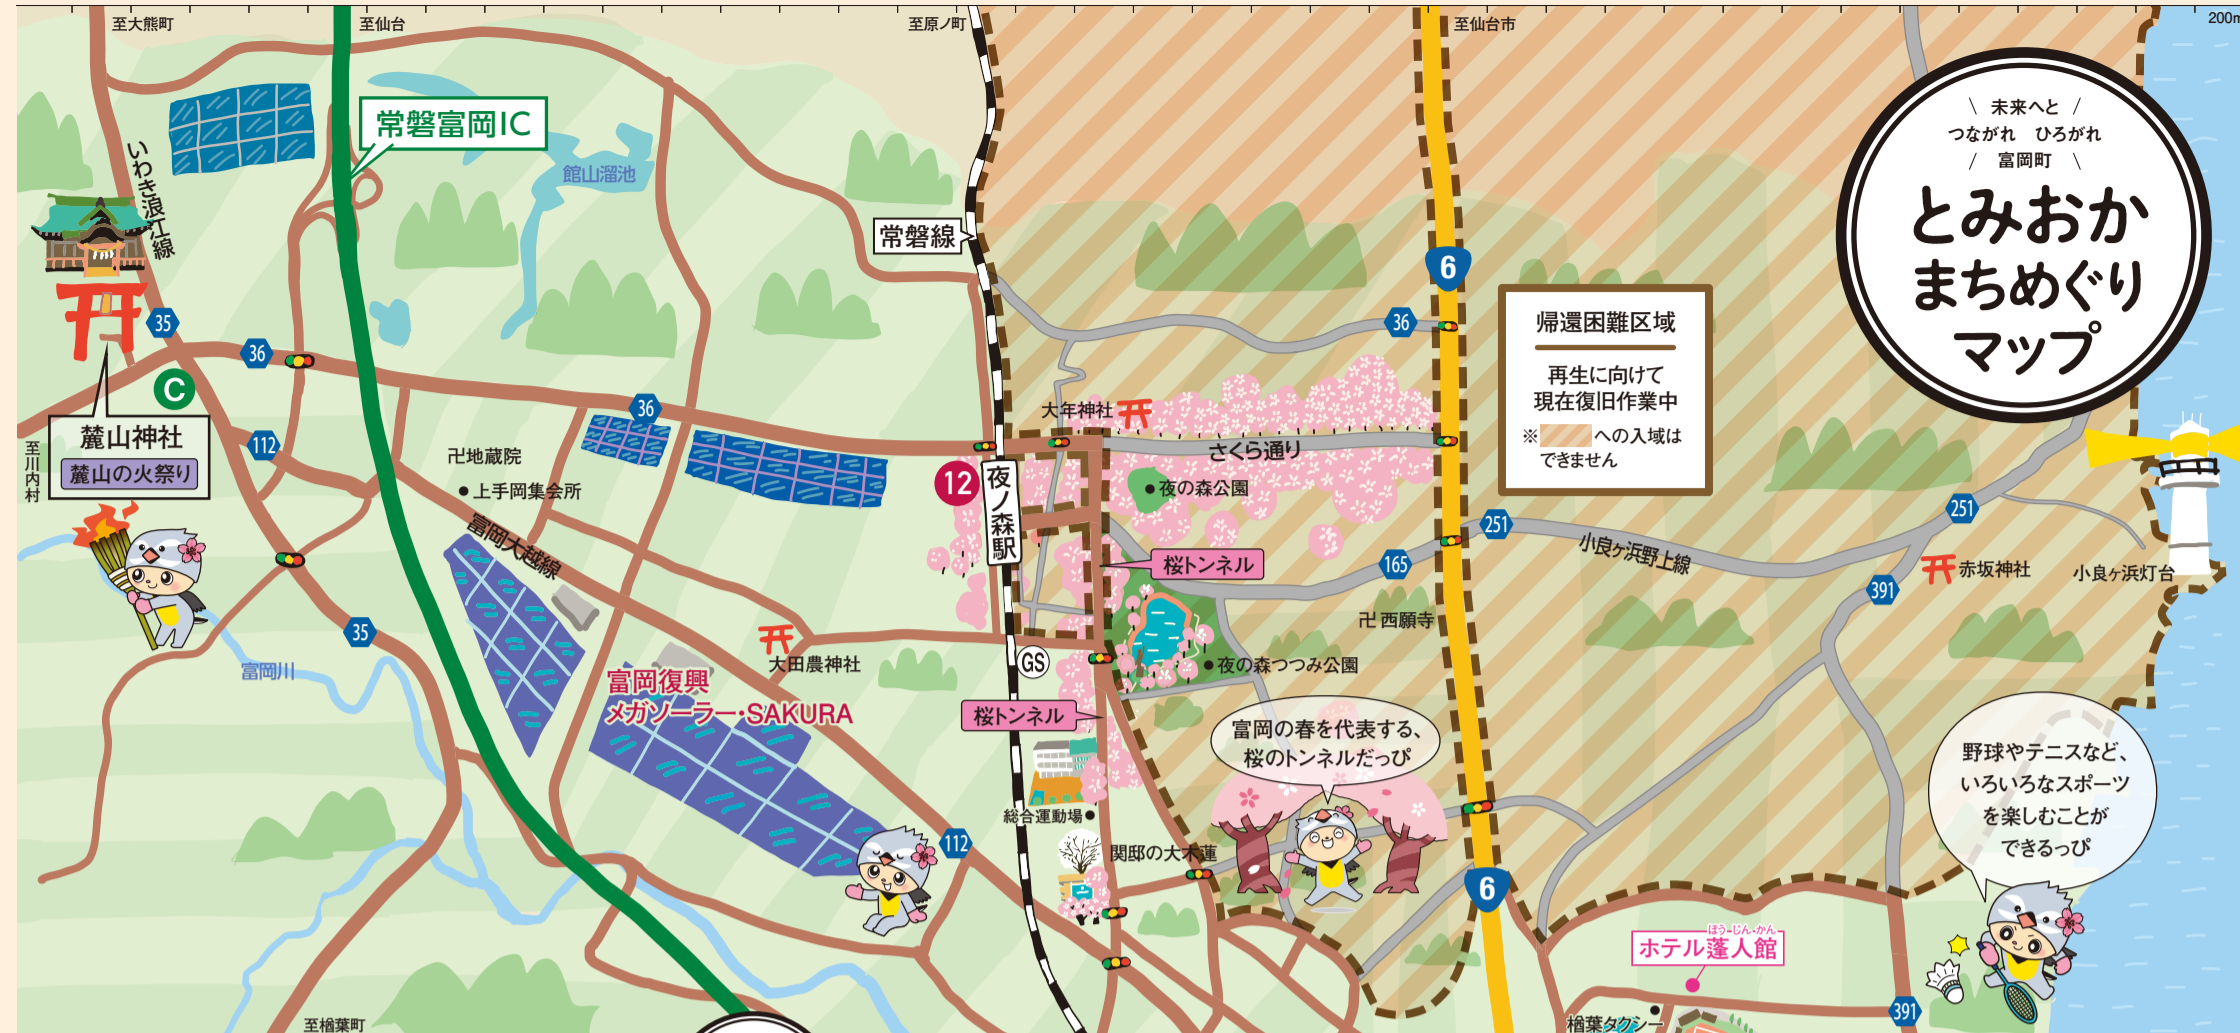 至大熊町
至仙台
至原ノ町
至仙台市
200m
未来へと
つながれ ひろがれ
富岡町
とみおか
まちめぐり
マップ
常磐富岡IC
いわき浪江線
館山溜池
常磐線
6
35
36
36
36
帰還困難区域
再生に向けて
現在復旧作業中
※ への入域は
できません
C
麓山神社
麓山の火祭り
至川内村
112
卍地蔵院
上手岡集会所
富岡大越線
大年神社
さくら通り
12
夜ノ森駅
夜の森公園
桜トンネル
165
251
小良ヶ浜野上線
251
391
赤坂神社
小良ヶ浜灯台
卍西願寺
35
富岡川
大田農神社
GS
夜の森つつみ公園
富岡復興
メガソーラー・SAKURA
桜トンネル
富岡の春を代表する、
桜のトンネルだっぴ
野球やテニスなど、
いろいろなスポーツ
を楽しむことが
できるっぴ
総合運動場
関邸の大木蓮
112
6
ほう-じん-かん
ホテル蓬人館
391
楢葉タクシー
至楢葉町